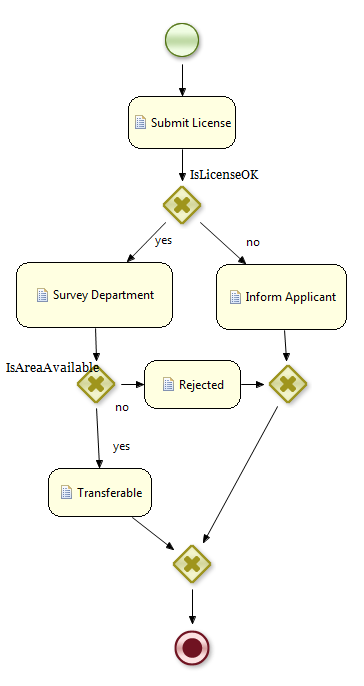 Submit License
IsLicenseOK
yes
no
Survey Department
Inform Applicant
IsAreaAvailable
Rejected
no
yes
Transferable